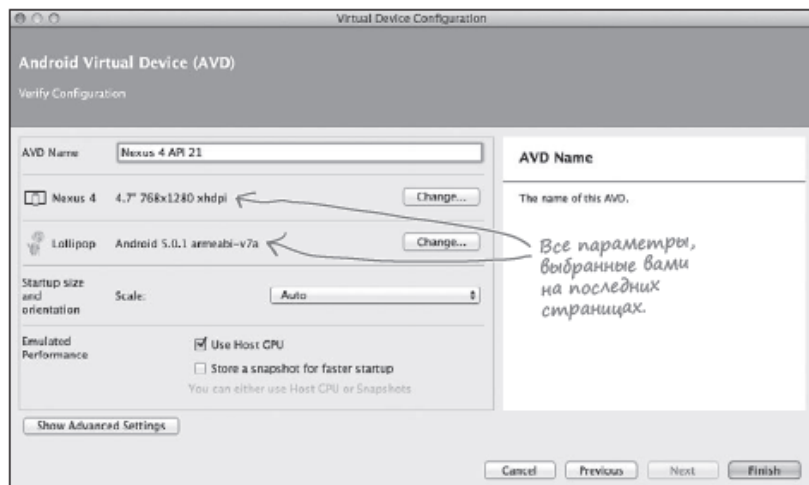 Virtual Device Configuration
Android Virtual Device (AVD)
Verify Configuration
AVD Name
Nexus 4 API 21
Nexus 4
4.7" 768x1280 xhdpi
Change...
Lollipop
Android 5.0.1 armeabi-v7a
Change...
Startup size
and
orientation
Scale:
Auto
Emulated
Performance
Use Host GPU
Store a snapshot for faster startup
You can either use Host GPU or Snapshots
Show Advanced Settings
AVD Name
The name of this AVD.
Все параметры,
выбранные вами
на последних
страницах.
Cancel
Previous
Next
Finish